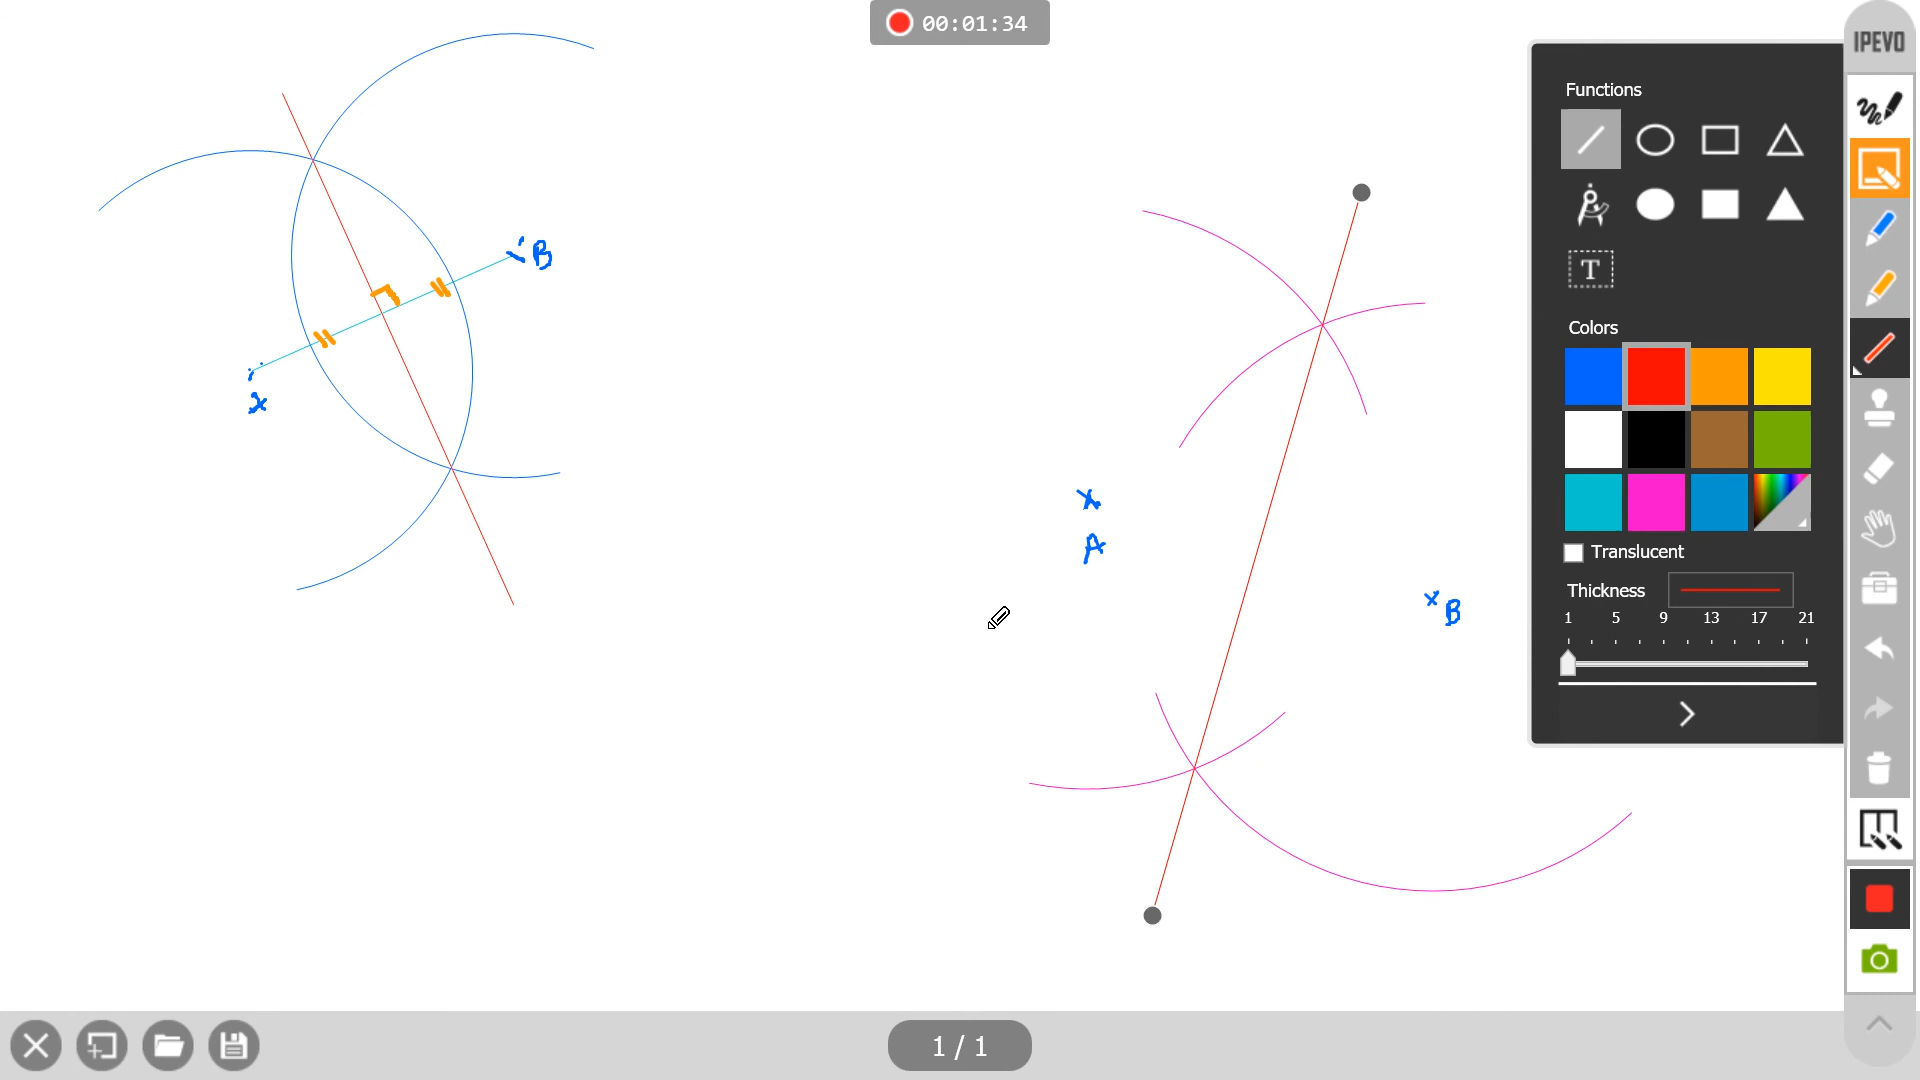 00:01:34
IPEVO
Functions
T
Colors
Translucent
Thickness
1 5 9 13 17 21
B
x
x
A
x B
1 / 1